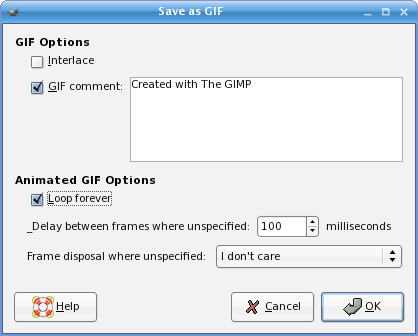 Save as GIF
GIF Options
Interlace
GIF comment:
Created with The GIMP
Animated GIF Options
Loop forever
_Delay between frames where unspecified: 100 milliseconds
Frame disposal where unspecified: I don't care
Help Cancel OK